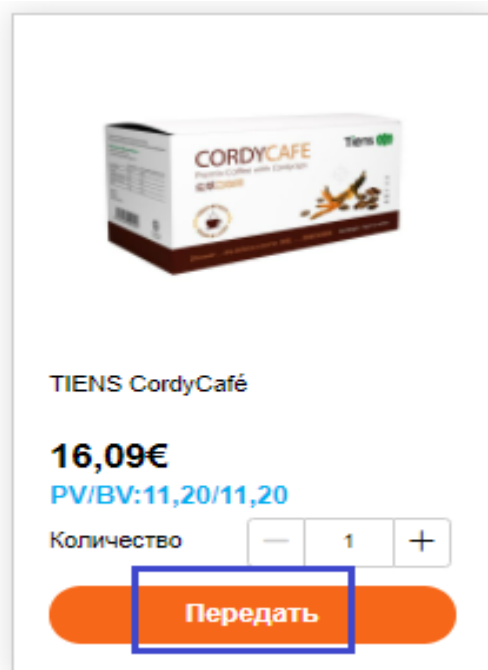 CORDYCAFE
Tiens
TIENS CordyCafé
16,09€
PV/BV:11,20/11,20
Количество
— 1 +
Передать